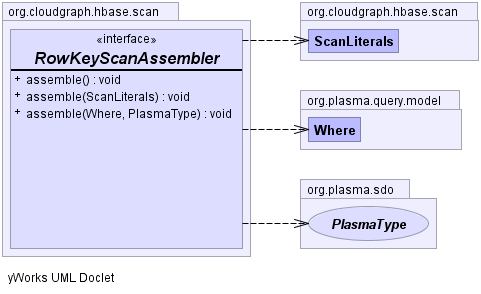 org.cloudgraph.hbase.scan
«interface»
RowKeyScanAssembler
+ assemble() : void
+ assemble(ScanLiterals) : void
+ assemble(Where, PlasmaType) : void
org.cloudgraph.hbase.scan
ScanLiterals
org.plasma.query.model
Where
org.plasma.sdo
PlasmaType
yWorks UML Doclet